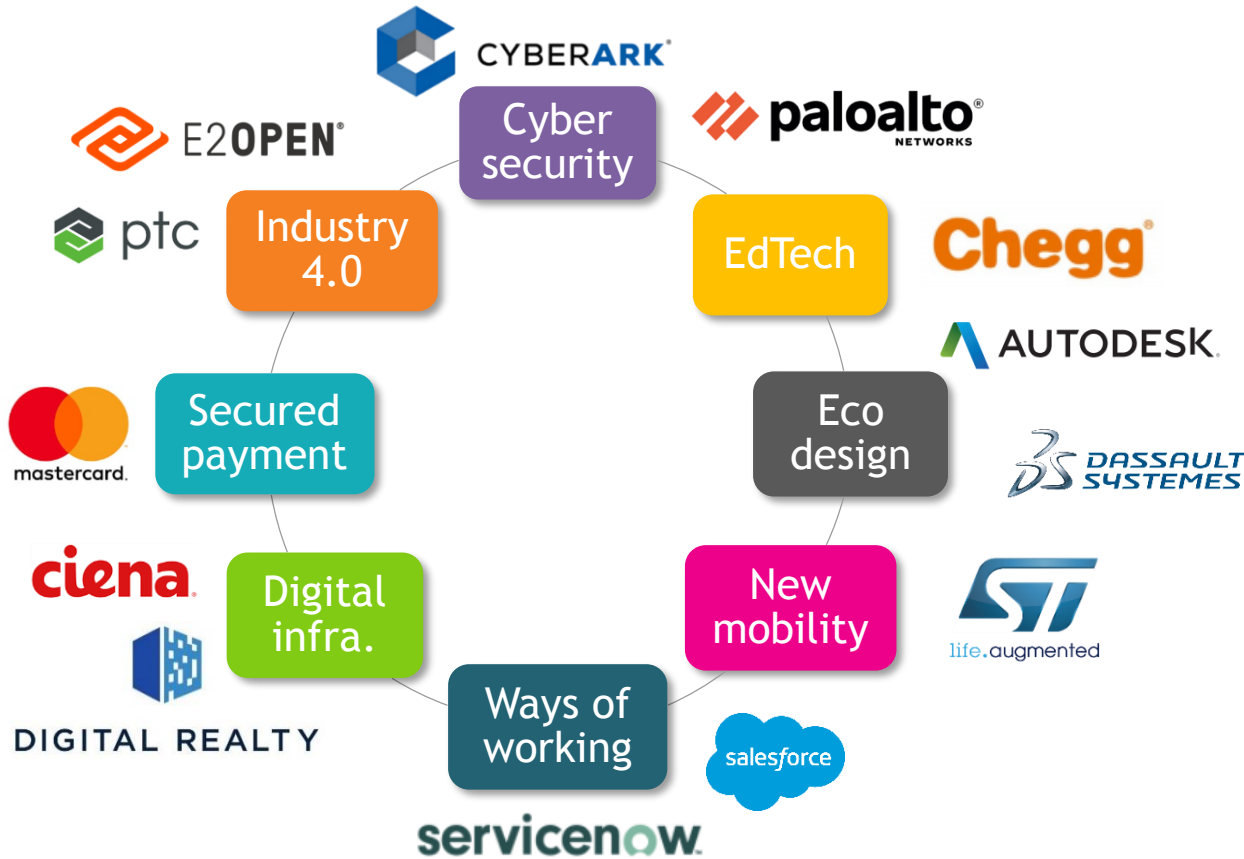 CYBERARK®
Cyber
security
paloalto®
NETWORKS
E2OPEN®
ptc
Industry
4.0
EdTech
Chegg®
AUTODESK.
Secured
payment
mastercard.
Eco
design
DASSAULT
SYSTEMES
ciena.
Digital
infra.
New
mobility
ST
life.augmented
DIGITAL REALTY
Ways of
working
salesforce
servicenow.